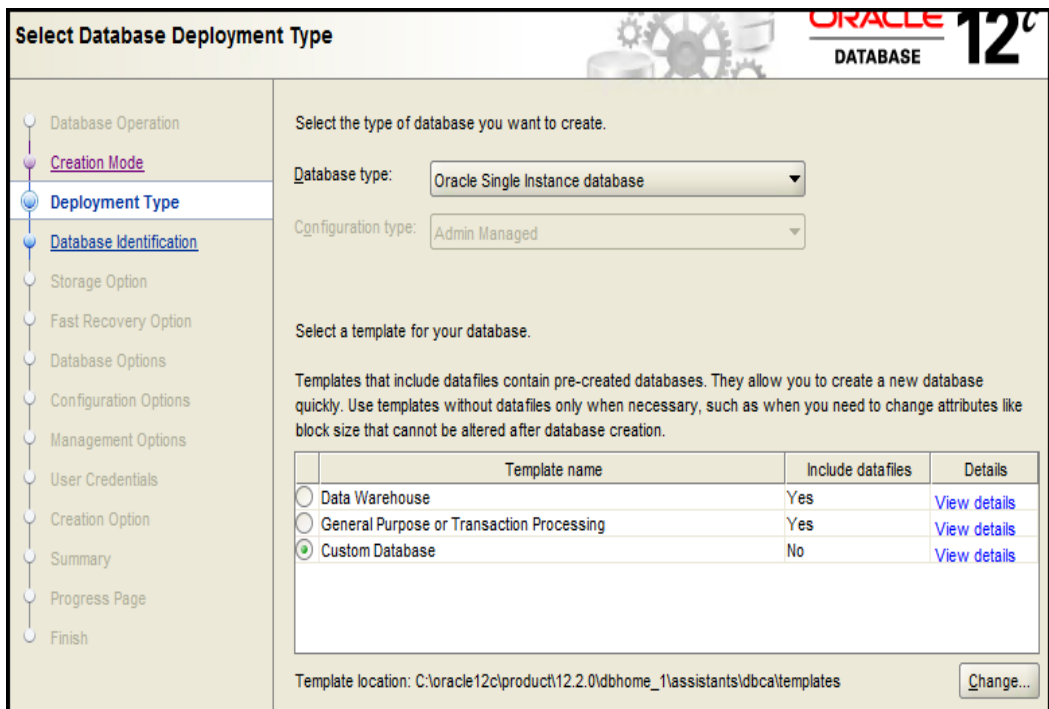 Select Database Deployment Type
ORACLE
DATABASE
12c
Database Operation
Creation Mode
Deployment Type
Database Identification
Storage Option
Fast Recovery Option
Database Options
Configuration Options
Management Options
User Credentials
Creation Option
Summary
Progress Page
Finish
Select the type of database you want to create.
Database type: Oracle Single Instance database
Configuration type: Admin Managed
Select a template for your database.
Templates that include datafiles contain pre-created databases. They allow you to create a new database
quickly. Use templates without datafiles only when necessary, such as when you need to change attributes like
block size that cannot be altered after database creation.
Template name Include datafiles Details
Data Warehouse Yes View details
General Purpose or Transaction Processing Yes View details
Custom Database No View details
Template location: C:\oracle12c\product\12.2.0\dbhome_1\assistants\dbca\templates
Change...